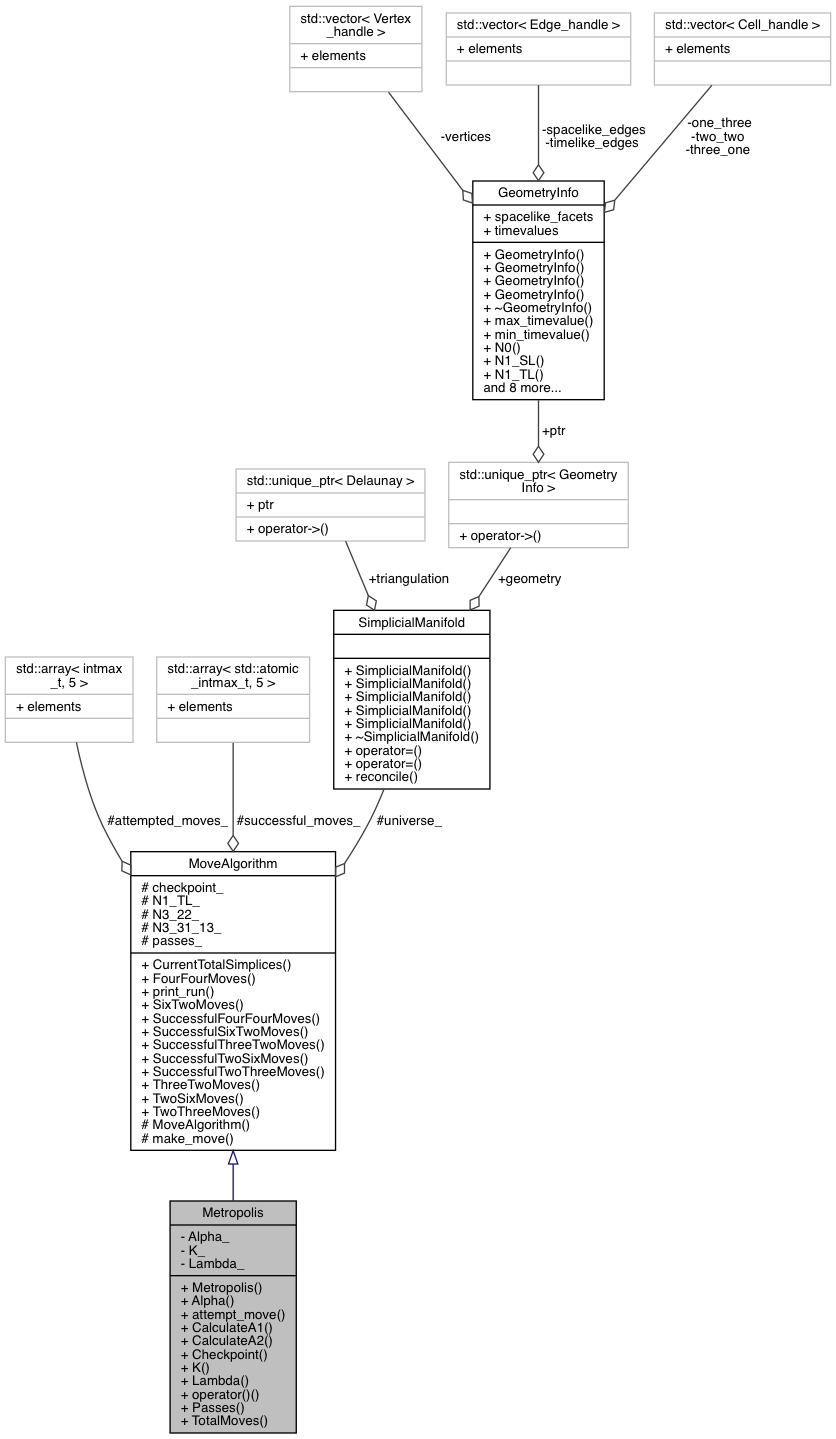 std::vector< Vertex
_handle >
+ elements
std::vector< Edge_handle >
+ elements
std::vector< Cell_handle >
+ elements
-vertices
-spacelike_edges
-timelike_edges
-one_three
-two_two
-three_one
GeometryInfo
+ spacelike_facets
+ timevalues
+ GeometryInfo()
+ GeometryInfo()
+ GeometryInfo()
+ GeometryInfo()
+ ~GeometryInfo()
+ max_timevalue()
+ min_timevalue()
+ N0()
+ N1_SL()
+ N1_TL()
and 8 more...
+ptr
std::unique_ptr< Delaunay >
+ ptr
+ operator->()
std::unique_ptr< Geometry
Info >
+ operator->()
+triangulation
+geometry
SimplicialManifold
+ SimplicialManifold()
+ SimplicialManifold()
+ SimplicialManifold()
+ SimplicialManifold()
+ SimplicialManifold()
+ ~SimplicialManifold()
+ operator=()
+ operator=()
+ reconcile()
std::array< intmax
_t, 5 >
+ elements
std::array< std::atomic
_intmax_t, 5 >
+ elements
#attempted_moves_
#successful_moves_
#universe_
MoveAlgorithm
# checkpoint_
# N1_TL_
# N3_22_
# N3_31_13_
# passes_
+ CurrentTotalSimplices()
+ FourFourMoves()
+ print_run()
+ SixTwoMoves()
+ SuccessfulFourFourMoves()
+ SuccessfulSixTwoMoves()
+ SuccessfulThreeTwoMoves()
+ SuccessfulTwoSixMoves()
+ SuccessfulTwoThreeMoves()
+ ThreeTwoMoves()
+ TwoSixMoves()
+ TwoThreeMoves()
# MoveAlgorithm()
# make_move()
Metropolis
- Alpha_
- K_
- Lambda_
+ Metropolis()
+ Alpha()
+ attempt_move()
+ CalculateA1()
+ CalculateA2()
+ Checkpoint()
+ K()
+ Lambda()
+ operator()()
+ Passes()
+ TotalMoves()